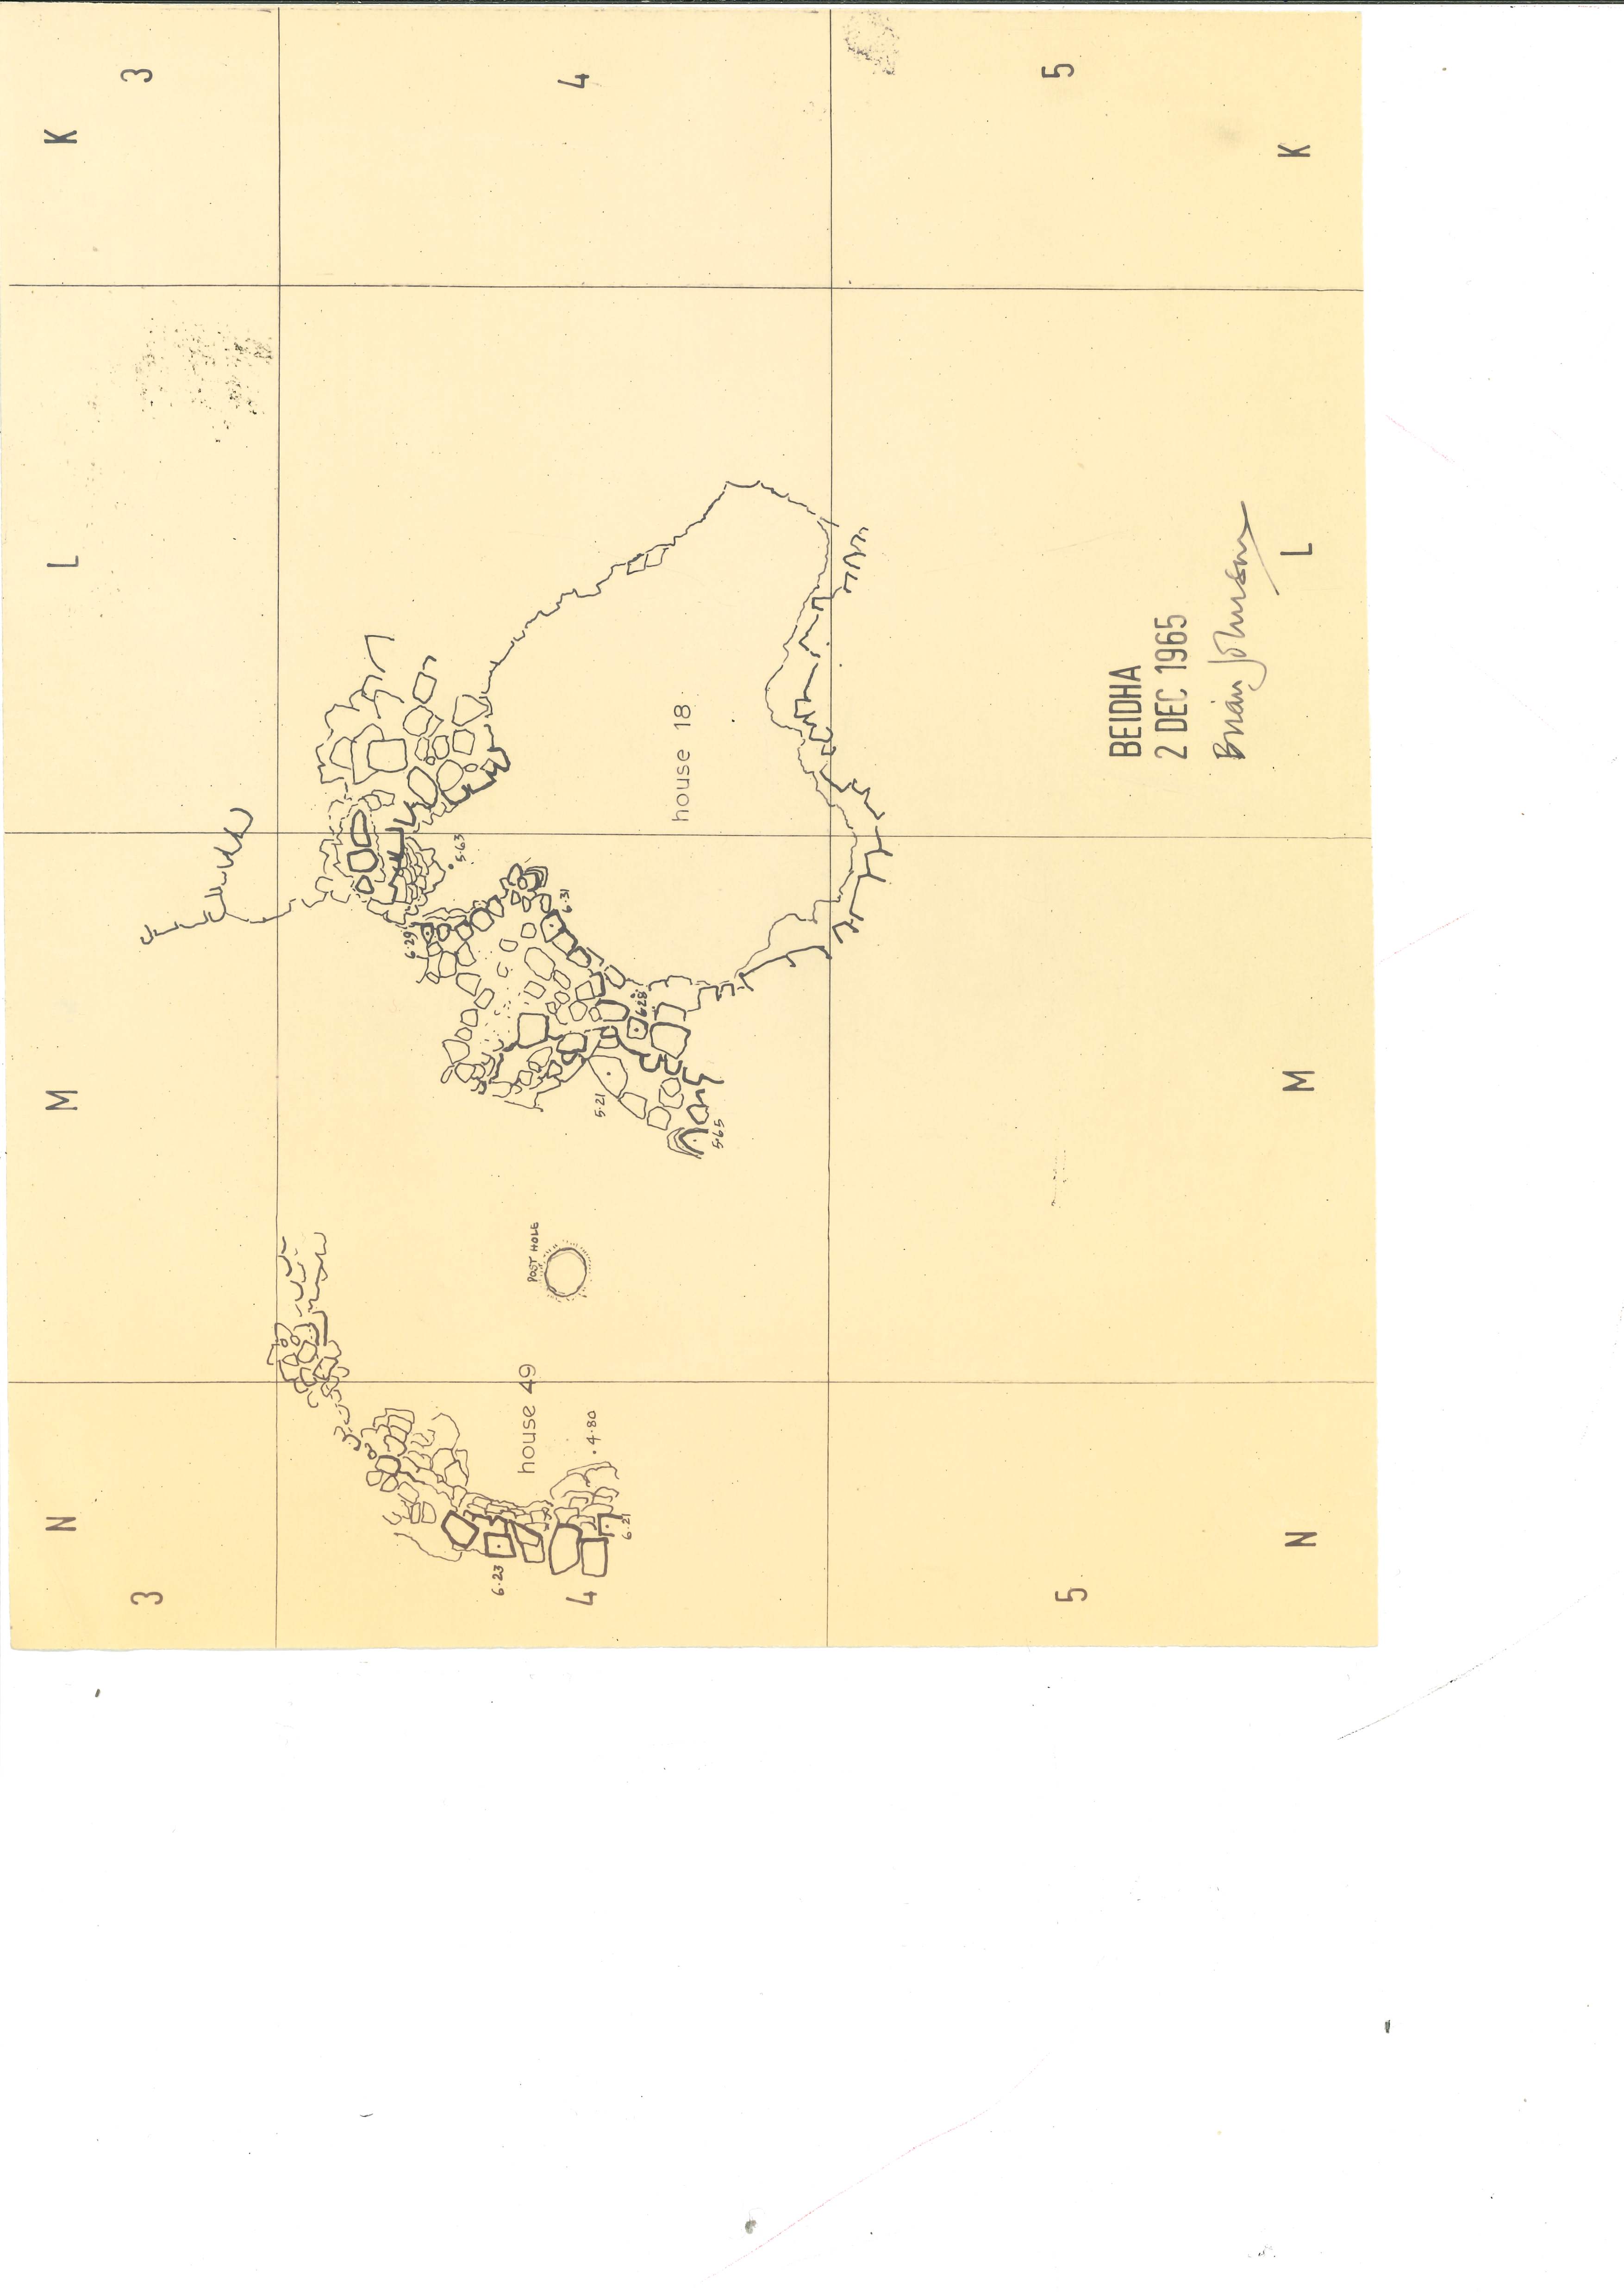 N M L K
3 3
6·29
5·63
6·23
house 49
POST HOLE
6·31
4 4
·4·80
5·21
6·21
6·28
house 18
5·65
5 5
BEIDHA
2 DEC 1965
Brian Johnson
N M L K